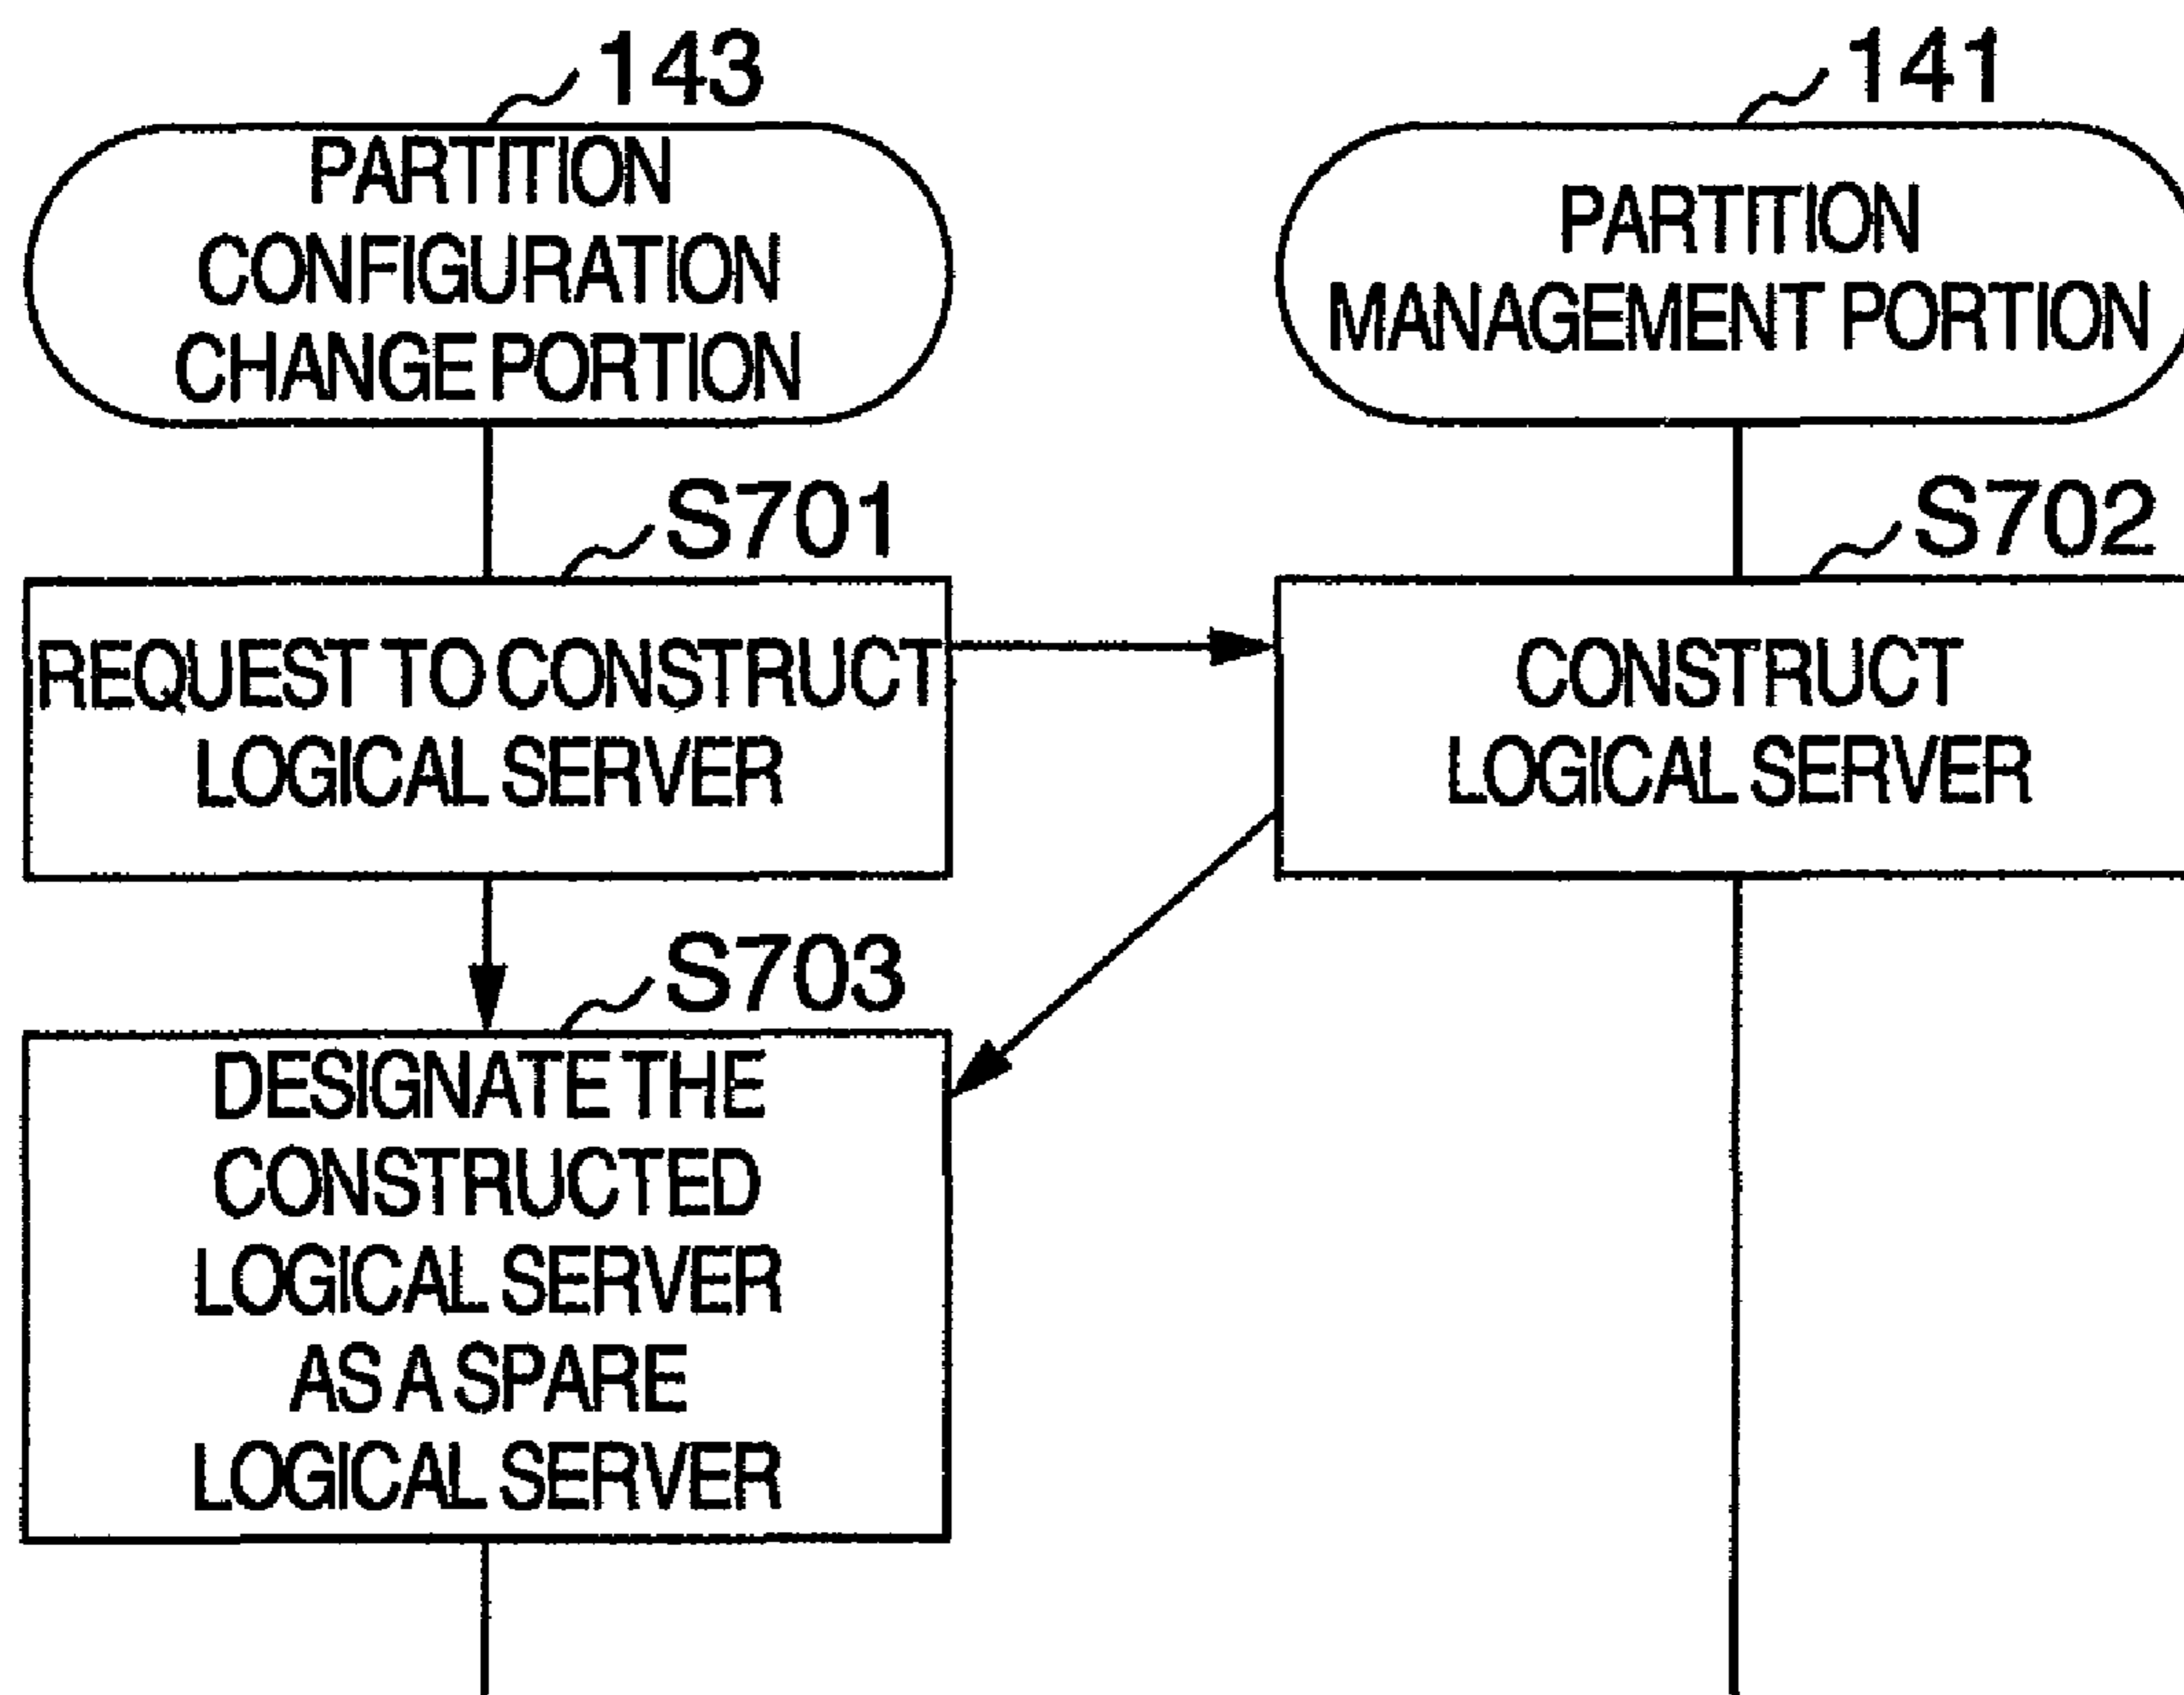 143
PARTITION
CONFIGURATION
CHANGE PORTION
141
PARTITION
MANAGEMENT PORTION
S701
REQUEST TO CONSTRUCT
LOGICAL SERVER
S702
CONSTRUCT
LOGICAL SERVER
S703
DESIGNATE THE
CONSTRUCTED
LOGICAL SERVER
AS A SPARE
LOGICAL SERVER